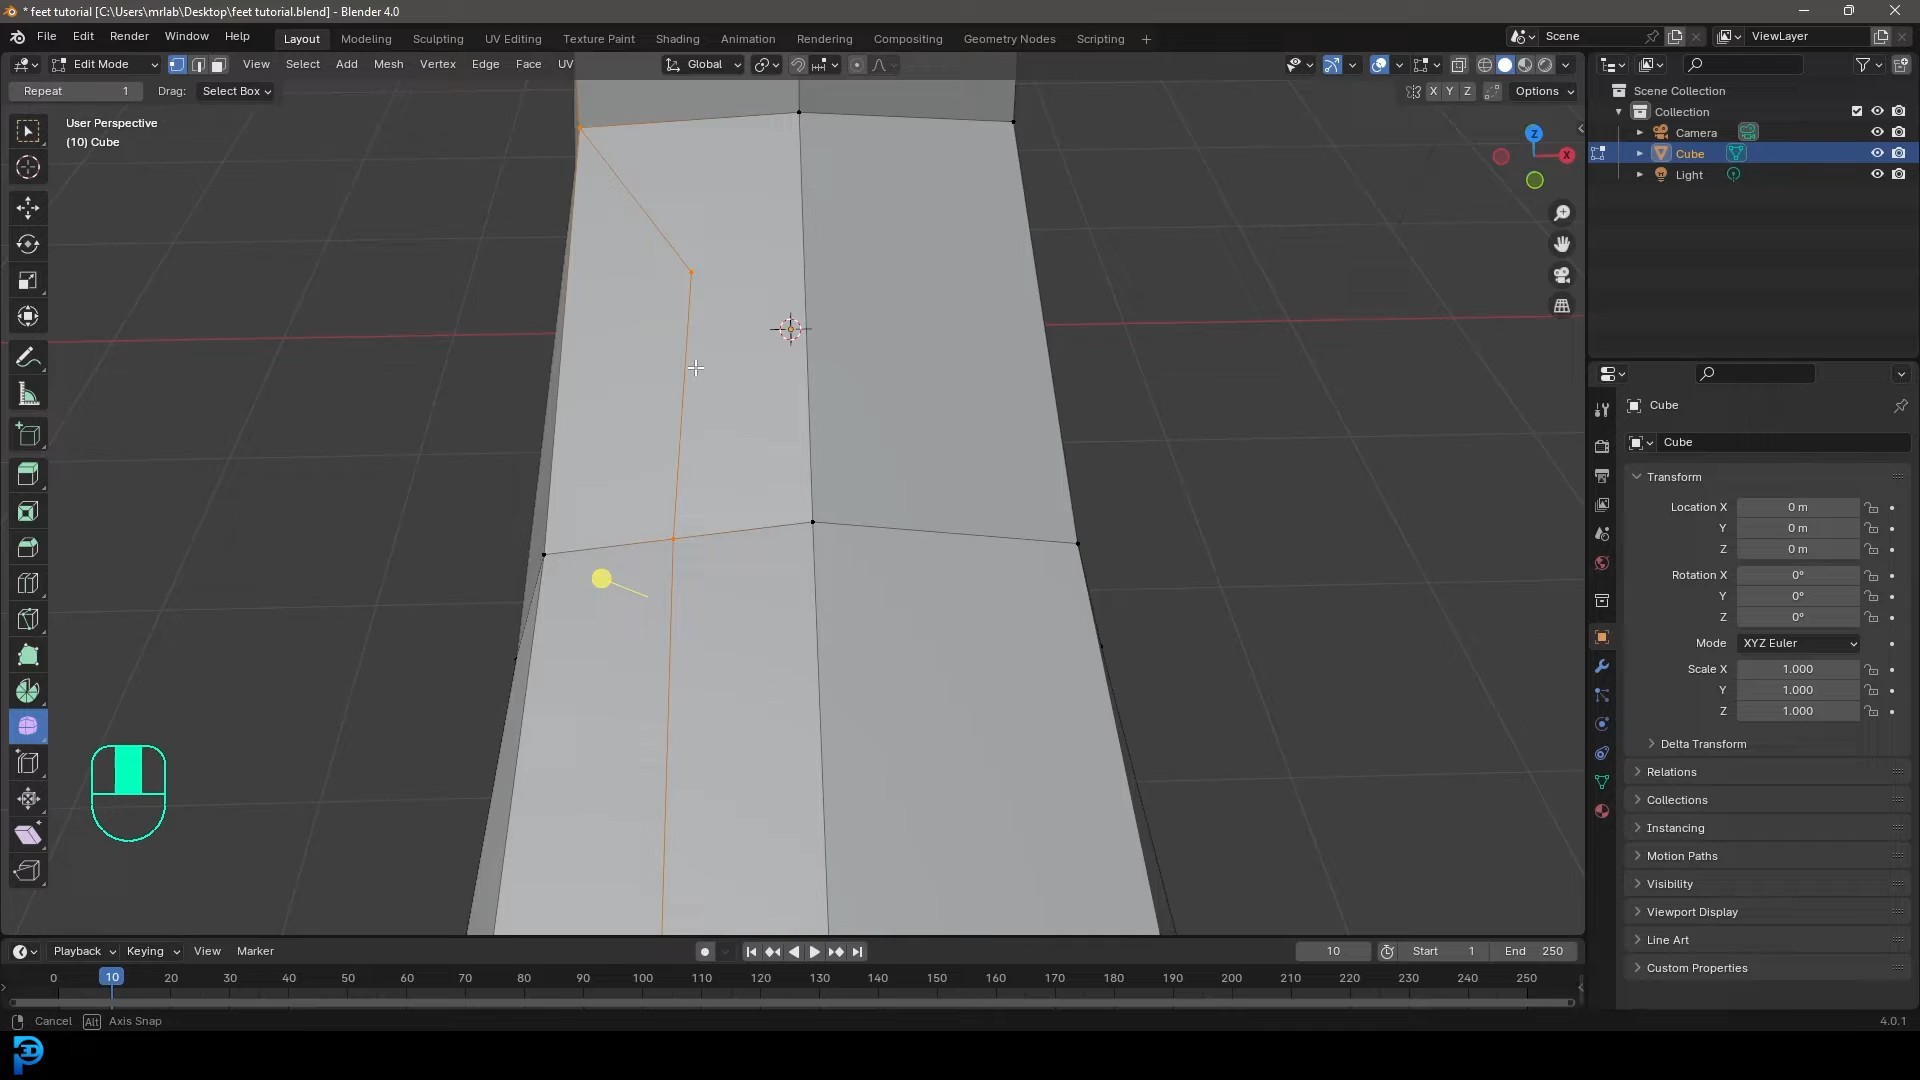 * feet tutorial [C:\Users\mrlab\Desktop\feet tutorial.blend] - Blender 4.0
File Edit Render Window Help Layout Modeling Sculpting UV Editing Texture Paint Shading Animation Rendering Compositing Geometry Nodes Scripting + Scene ViewLayer
Edit Mode View Select Add Mesh Vertex Edge Face UV Global
Repeat 1 Drag: Select Box X Y Z Options
User Perspective
(10) Cube
Z
X
Scene Collection
Collection
Camera
Cube
Light
Cube
Cube
Transform
Location X 0 m
Y 0 m
Z 0 m
Rotation X 0°
Y 0°
Z 0°
Mode XYZ Euler
Scale X 1.000
Y 1.000
Z 1.000
Delta Transform
Relations
Collections
Instancing
Motion Paths
Visibility
Viewport Display
Line Art
Custom Properties
Playback Keying View Marker 10 Start 1 End 250
0 10 20 30 40 50 60 70 80 90 100 110 120 130 140 150 160 170 180 190 200 210 220 230 240 250
Cancel Alt Axis Snap 4.0.1
3D